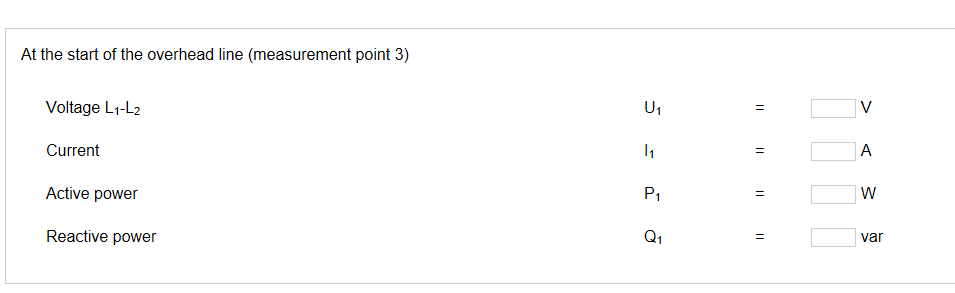 At the start of the overhead line (measurement point 3)
Voltage L₁-L₂ U₁ = V
Current I₁ = A
Active power P₁ = W
Reactive power Q₁ = var